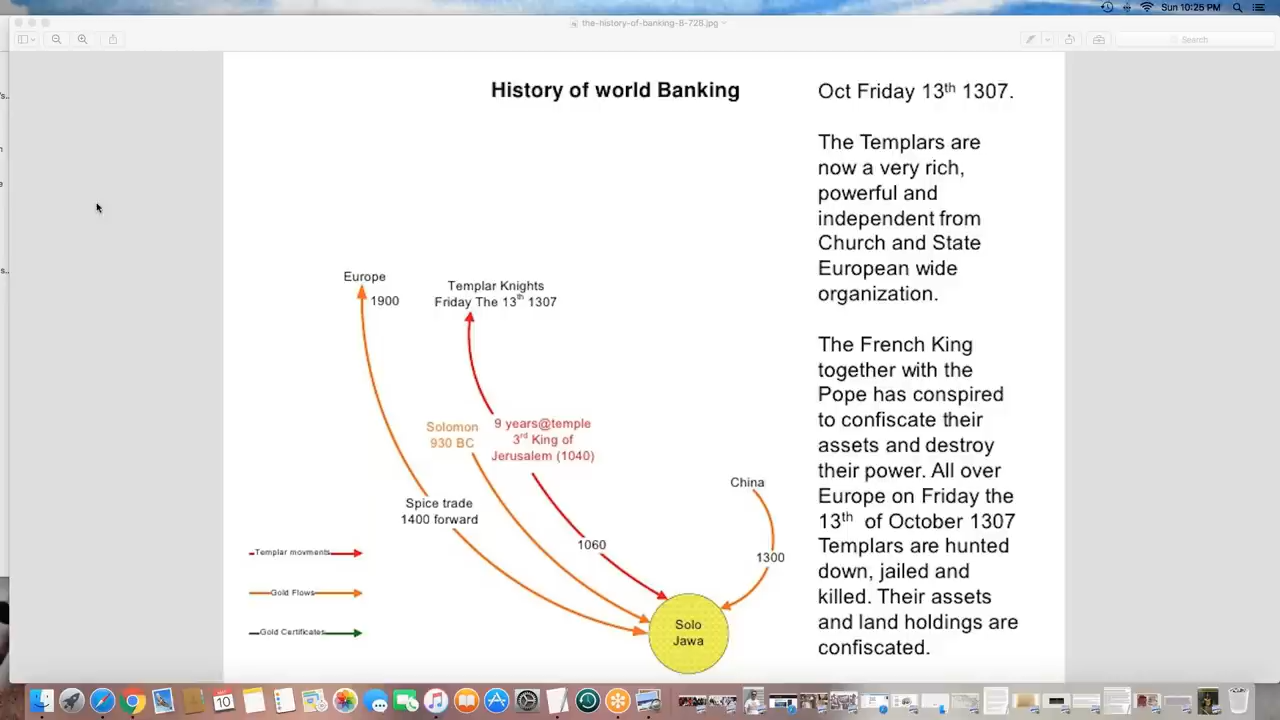 Sun 10:25 PM
the-history-of-banking-8-728.jpg
Search
History of world Banking
Oct Friday 13th 1307.
The Templars are
now a very rich,
powerful and
independent from
Church and State
European wide
organization.
The French King
together with the
Pope has conspired
to confiscate their
assets and destroy
their power. All over
Europe on Friday the
13th of October 1307
Templars are hunted
down, jailed and
killed. Their assets
and land holdings are
confiscated.
Europe
1900
Templar Knights
Friday The 13th 1307
Solomon
930 BC
9 years@temple
3rd King of
Jerusalem (1040)
China
Spice trade
1400 forward
1060
1300
Templar movments
Gold Flows
Gold Certificates
Solo
Jawa
10